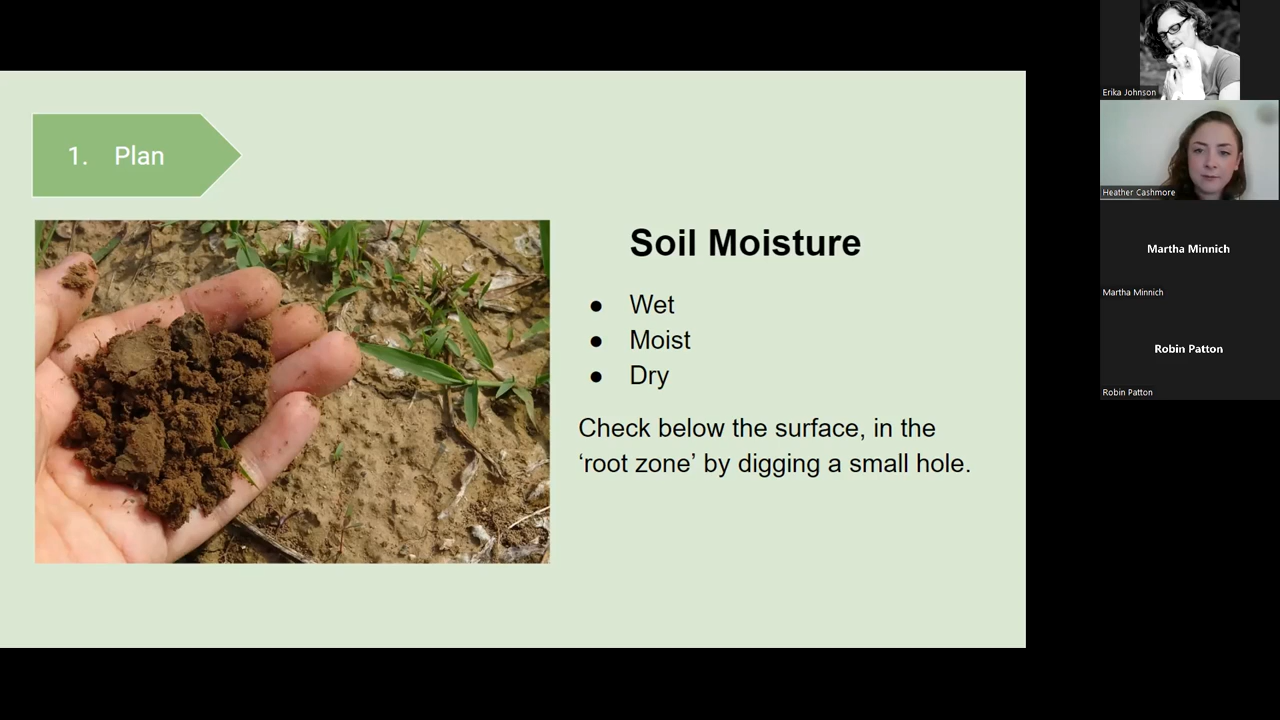 1. Plan
Soil Moisture
● Wet
● Moist
● Dry
Check below the surface, in the
‘root zone’ by digging a small hole.
Erika Johnson
Heather Cashmore
Martha Minnich
Martha Minnich
Robin Patton
Robin Patton